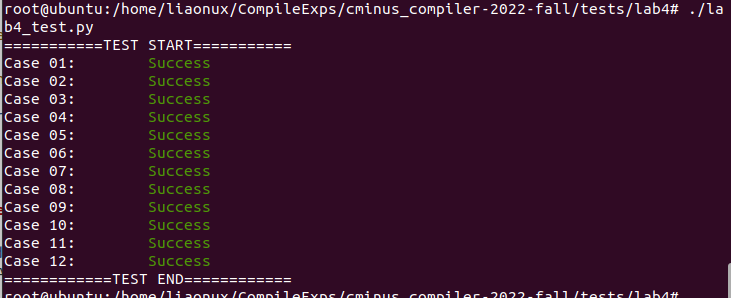 root@ubuntu:/home/liaonux/CompileExps/cminus_compiler-2022-fall/tests/lab4# ./la
b4_test.py
===========TEST START===========
Case 01:        Success
Case 02:        Success
Case 03:        Success
Case 04:        Success
Case 05:        Success
Case 06:        Success
Case 07:        Success
Case 08:        Success
Case 09:        Success
Case 10:        Success
Case 11:        Success
Case 12:        Success
============TEST END============
root@ubuntu:/home/liaonux/CompileExps/cminus_compiler-2022-fall/tests/lab4#